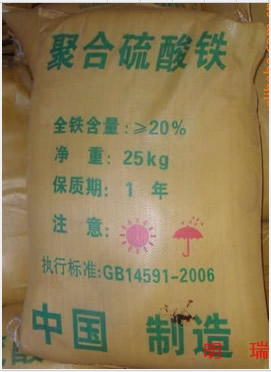 聚合硫酸铁
全铁含量:≥20%
净 重:25kg
保质期:1 年
注 意:
执行标准:GB14591-2006
中国 制造
明 瑞